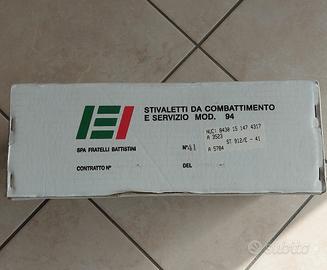 STIVALETTI DA COMBATTIMENTO
E SERVIZIO MOD. 94
NUC: 8430 15 147 4317
A 3523
ST 912/E - 41
SPA FRATELLI BATTISTINI
N° 41
A 5784
CONTRATTO N°
DEL
subito